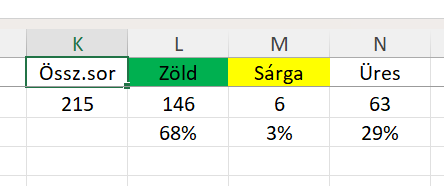 K L M N
Össz.sor Zöld Sárga Üres
215 146 6 63
68% 3% 29%